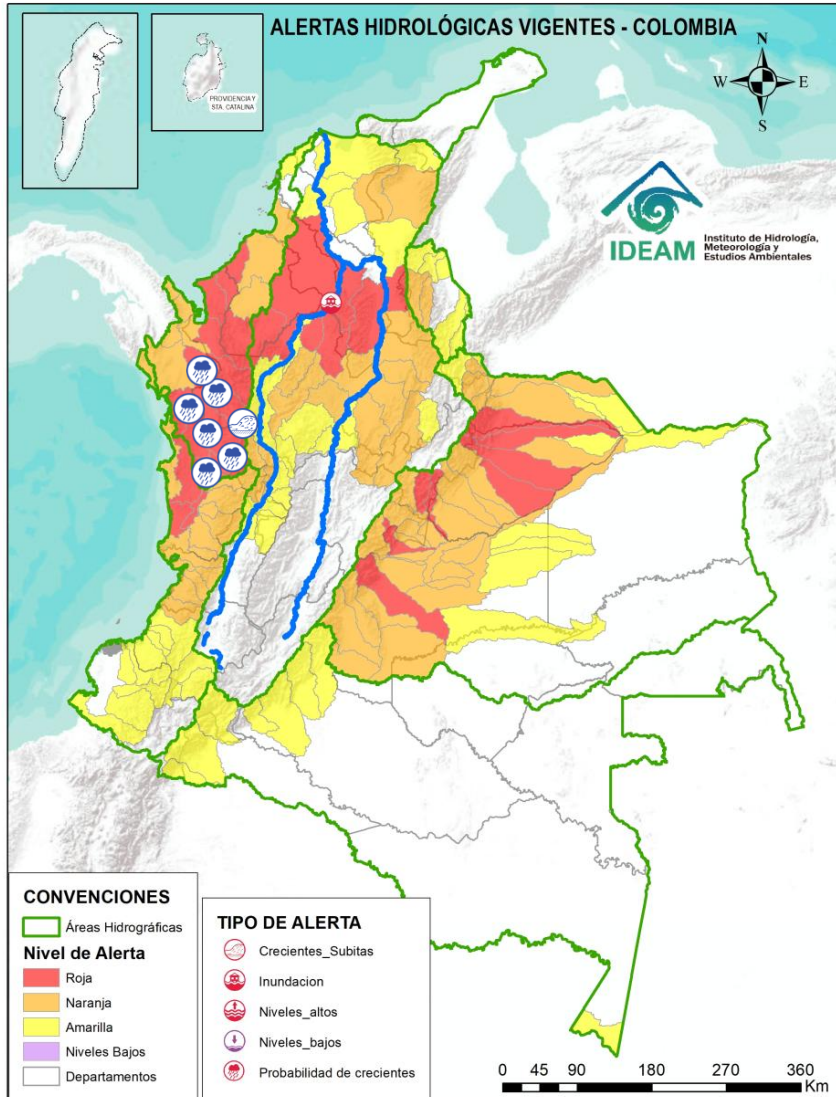 ALERTAS HIDROLÓGICAS VIGENTES - COLOMBIA
PROVIDENCIA Y
STA. CATALINA
N
W
E
S
IDEAM
Instituto de Hidrología,
Meteorología y
Estudios Ambientales
CONVENCIONES
Áreas Hidrográficas
Nivel de Alerta
Roja
Naranja
Amarilla
Niveles Bajos
Departamentos
TIPO DE ALERTA
Crecientes_Subitas
Inundacion
Niveles_altos
Niveles_bajos
Probabilidad de crecientes
0 45 90 180 270 360
Km